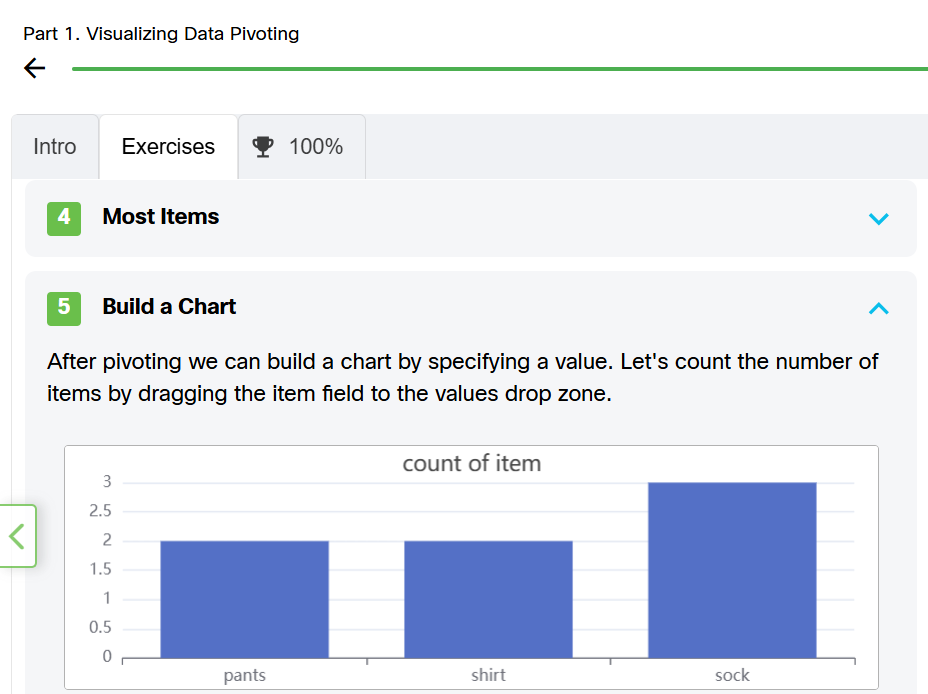 Part 1. Visualizing Data Pivoting
Intro
Exercises
100%
4
Most Items
5
Build a Chart
After pivoting we can build a chart by specifying a value. Let's count the number of
items by dragging the item field to the values drop zone.
count of item
3
2.5
2
1.5
1
0.5
0
pants
shirt
sock